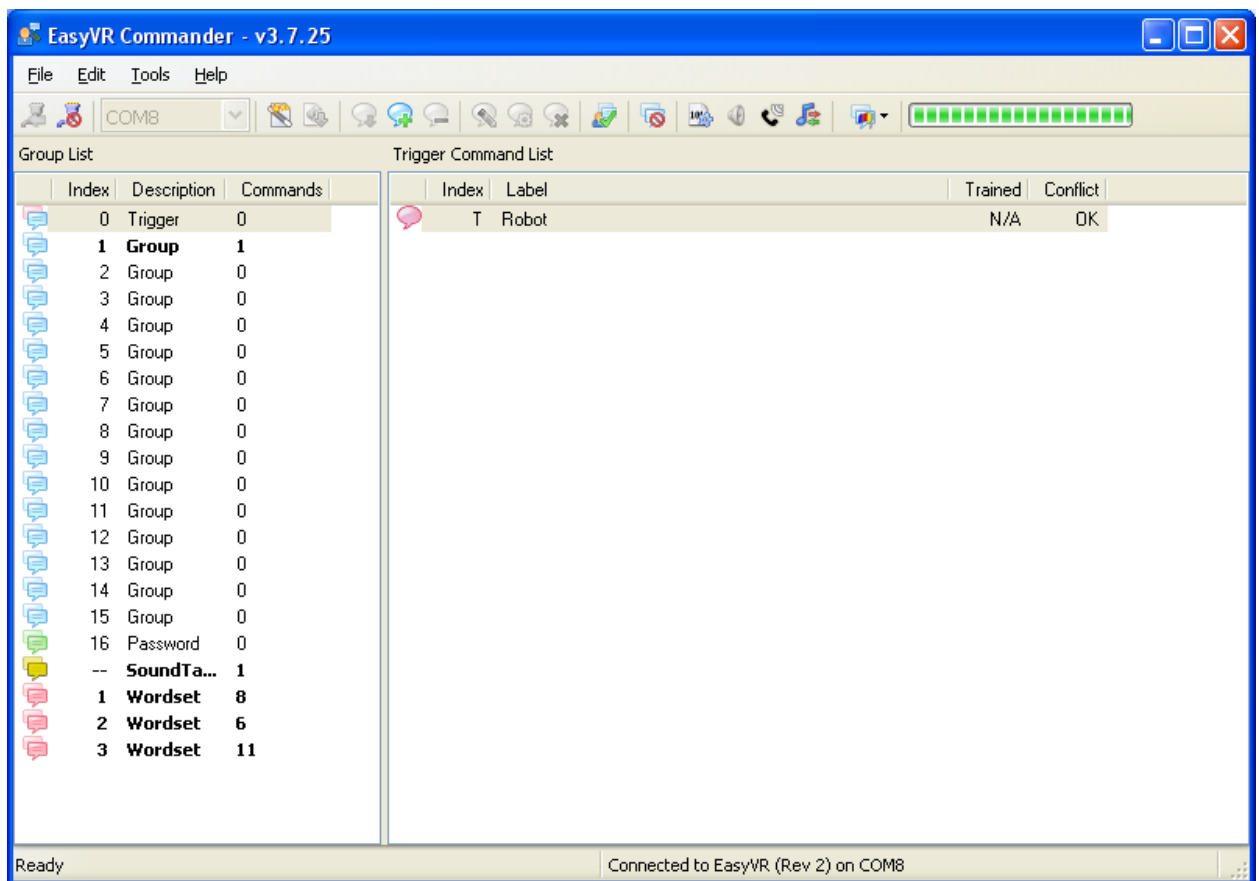 EasyVR Commander - v3.7.25
File Edit Tools Help
COM8
Group List Trigger Command List
Index Description Commands Index Label Trained Conflict
0 Trigger 0 T Robot N/A OK
1 Group 1
2 Group 0
3 Group 0
4 Group 0
5 Group 0
6 Group 0
7 Group 0
8 Group 0
9 Group 0
10 Group 0
11 Group 0
12 Group 0
13 Group 0
14 Group 0
15 Group 0
16 Password 0
-- SoundTa... 1
1 Wordset 8
2 Wordset 6
3 Wordset 11
Ready Connected to EasyVR (Rev 2) on COM8